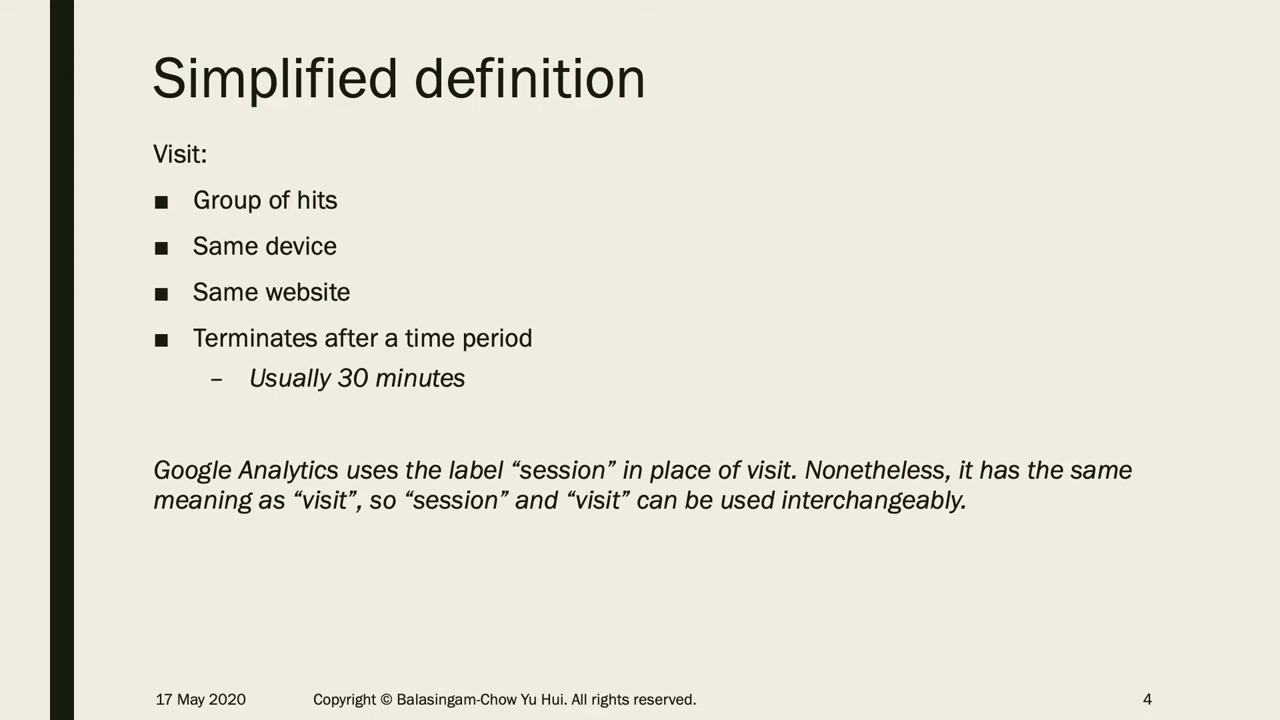 Simplified definition
Visit:
■ Group of hits
■ Same device
■ Same website
■ Terminates after a time period
– Usually 30 minutes
Google Analytics uses the label “session” in place of visit. Nonetheless, it has the same
meaning as “visit”, so “session” and “visit” can be used interchangeably.
17 May 2020 Copyright © Balasingam-Chow Yu Hui. All rights reserved. 4